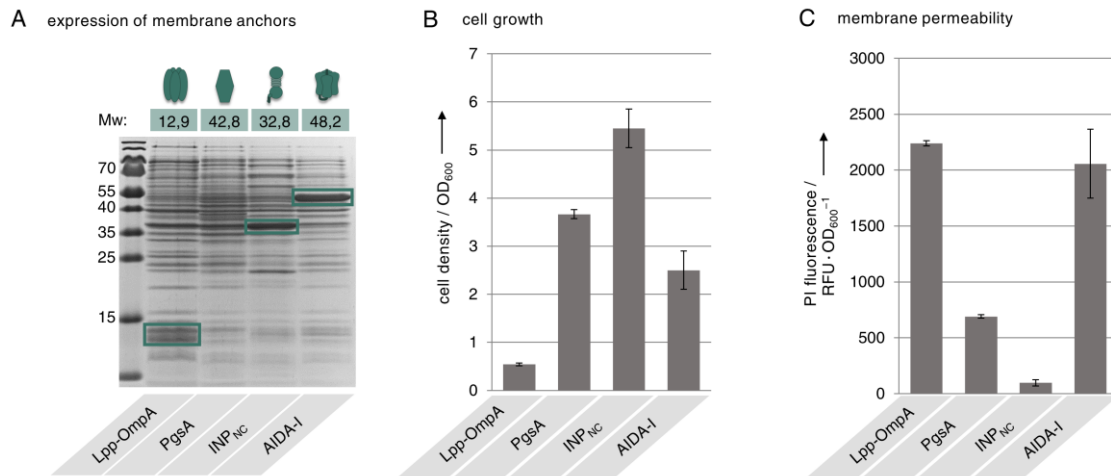 A expression of membrane anchors
Mw: 12,9 42,8 32,8 48,2
70
55
40
35
25
15
Lpp-OmpA
PgsA
INP_NC
AIDA-I
B cell growth
cell density / OD₆₀₀
7
6
5
4
3
2
1
0
Lpp-OmpA
PgsA
INP_NC
AIDA-I
C membrane permeability
PI fluorescence /
RFU · OD₆₀₀⁻¹
3000
2500
2000
1500
1000
500
0
Lpp-OmpA
PgsA
INP_NC
AIDA-I